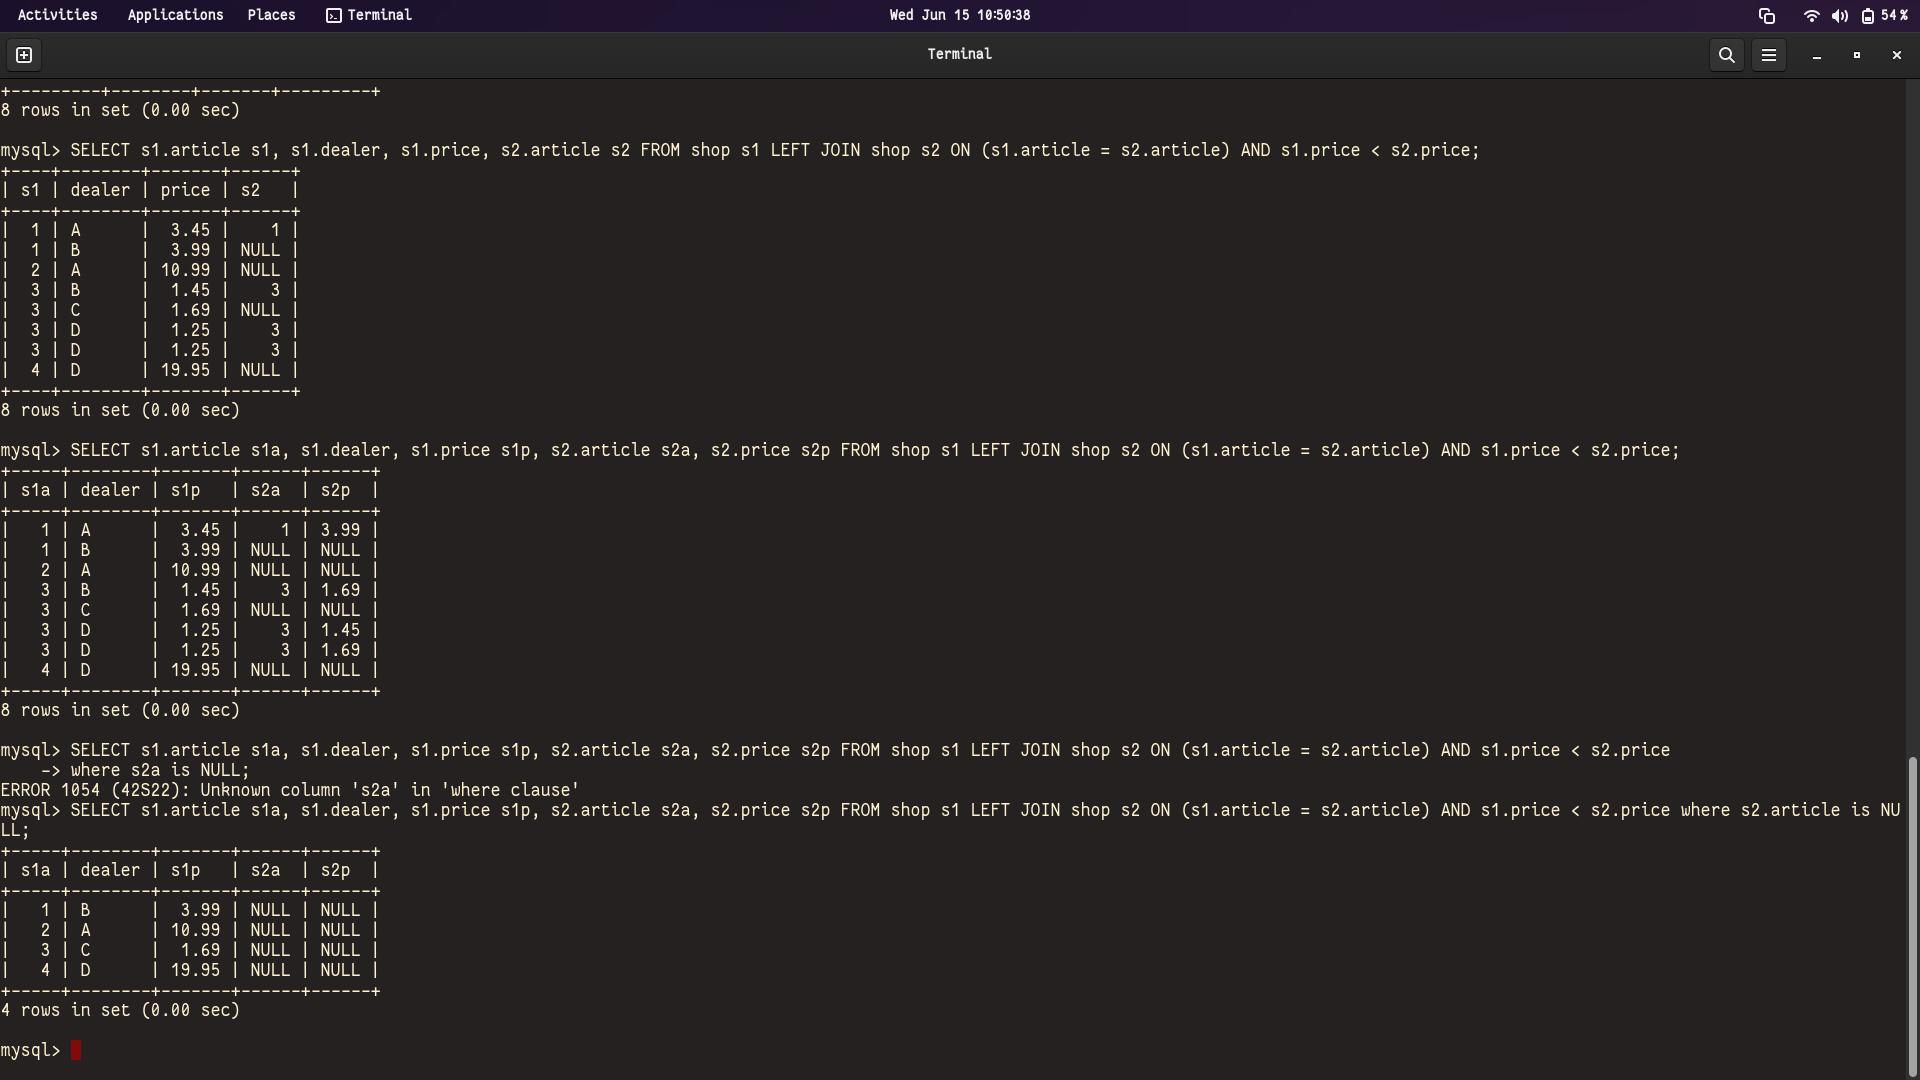 Activities Applications Places Terminal Wed Jun 15 10:50:38 54%
Terminal
+---------+--------+-------+---------+
8 rows in set (0.00 sec)
mysql> SELECT s1.article s1, s1.dealer, s1.price, s2.article s2 FROM shop s1 LEFT JOIN shop s2 ON (s1.article = s2.article) AND s1.price < s2.price;
+----+--------+-------+------+
| s1 | dealer | price | s2   |
+----+--------+-------+------+
|  1 | A      |  3.45 |    1 |
|  1 | B      |  3.99 | NULL |
|  2 | A      | 10.99 | NULL |
|  3 | B      |  1.45 |    3 |
|  3 | C      |  1.69 | NULL |
|  3 | D      |  1.25 |    3 |
|  3 | D      |  1.25 |    3 |
|  4 | D      | 19.95 | NULL |
+----+--------+-------+------+
8 rows in set (0.00 sec)
mysql> SELECT s1.article s1a, s1.dealer, s1.price s1p, s2.article s2a, s2.price s2p FROM shop s1 LEFT JOIN shop s2 ON (s1.article = s2.article) AND s1.price < s2.price;
+-----+--------+-------+------+------+
| s1a | dealer | s1p   | s2a  | s2p  |
+-----+--------+-------+------+------+
|   1 | A      |  3.45 |    1 | 3.99 |
|   1 | B      |  3.99 | NULL | NULL |
|   2 | A      | 10.99 | NULL | NULL |
|   3 | B      |  1.45 |    3 | 1.69 |
|   3 | C      |  1.69 | NULL | NULL |
|   3 | D      |  1.25 |    3 | 1.45 |
|   3 | D      |  1.25 |    3 | 1.69 |
|   4 | D      | 19.95 | NULL | NULL |
+-----+--------+-------+------+------+
8 rows in set (0.00 sec)
mysql> SELECT s1.article s1a, s1.dealer, s1.price s1p, s2.article s2a, s2.price s2p FROM shop s1 LEFT JOIN shop s2 ON (s1.article = s2.article) AND s1.price < s2.price
    -> where s2a is NULL;
ERROR 1054 (42S22): Unknown column 's2a' in 'where clause'
mysql> SELECT s1.article s1a, s1.dealer, s1.price s1p, s2.article s2a, s2.price s2p FROM shop s1 LEFT JOIN shop s2 ON (s1.article = s2.article) AND s1.price < s2.price where s2.article is NU
LL;
+-----+--------+-------+------+------+
| s1a | dealer | s1p   | s2a  | s2p  |
+-----+--------+-------+------+------+
|   1 | B      |  3.99 | NULL | NULL |
|   2 | A      | 10.99 | NULL | NULL |
|   3 | C      |  1.69 | NULL | NULL |
|   4 | D      | 19.95 | NULL | NULL |
+-----+--------+-------+------+------+
4 rows in set (0.00 sec)
mysql>